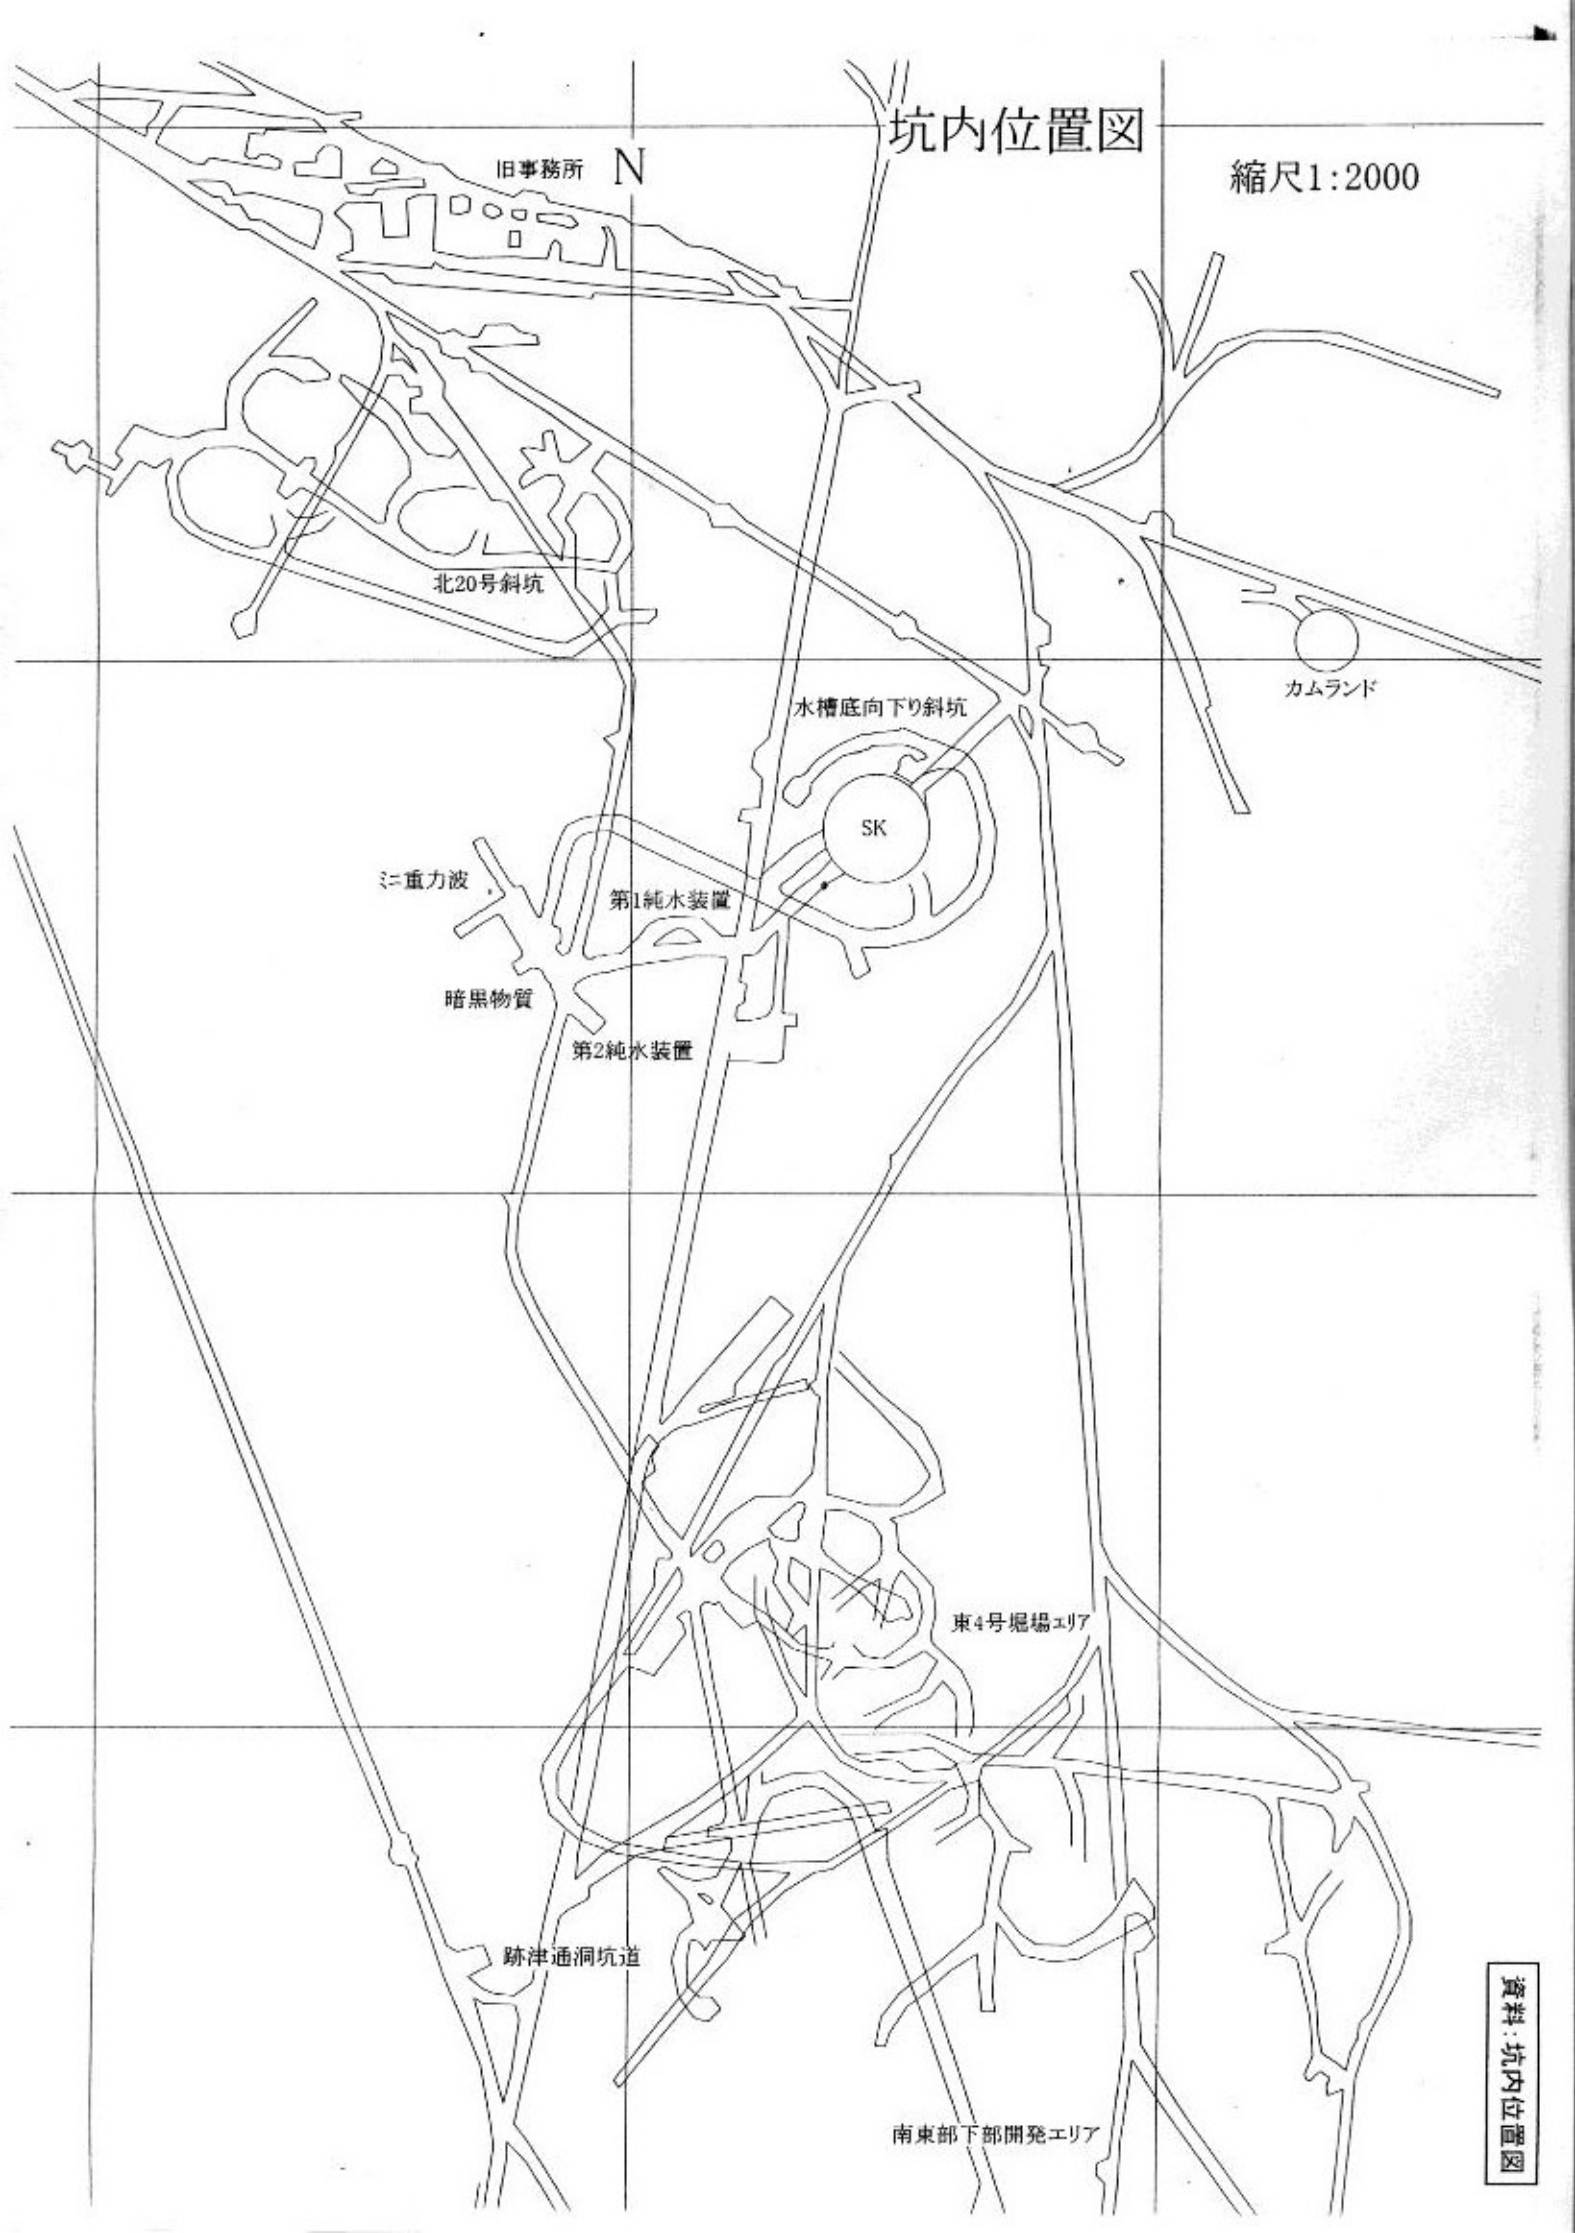 坑内位置図
旧事務所
N
縮尺1:2000
北20号斜坑
カムランド
水槽底向下り斜坑
SK
ミニ重力波
第1純水装置
暗黒物質
第2純水装置
東4号堀場エリア
跡津通洞坑道
南東部下部開発エリア
資料:坑内位置図